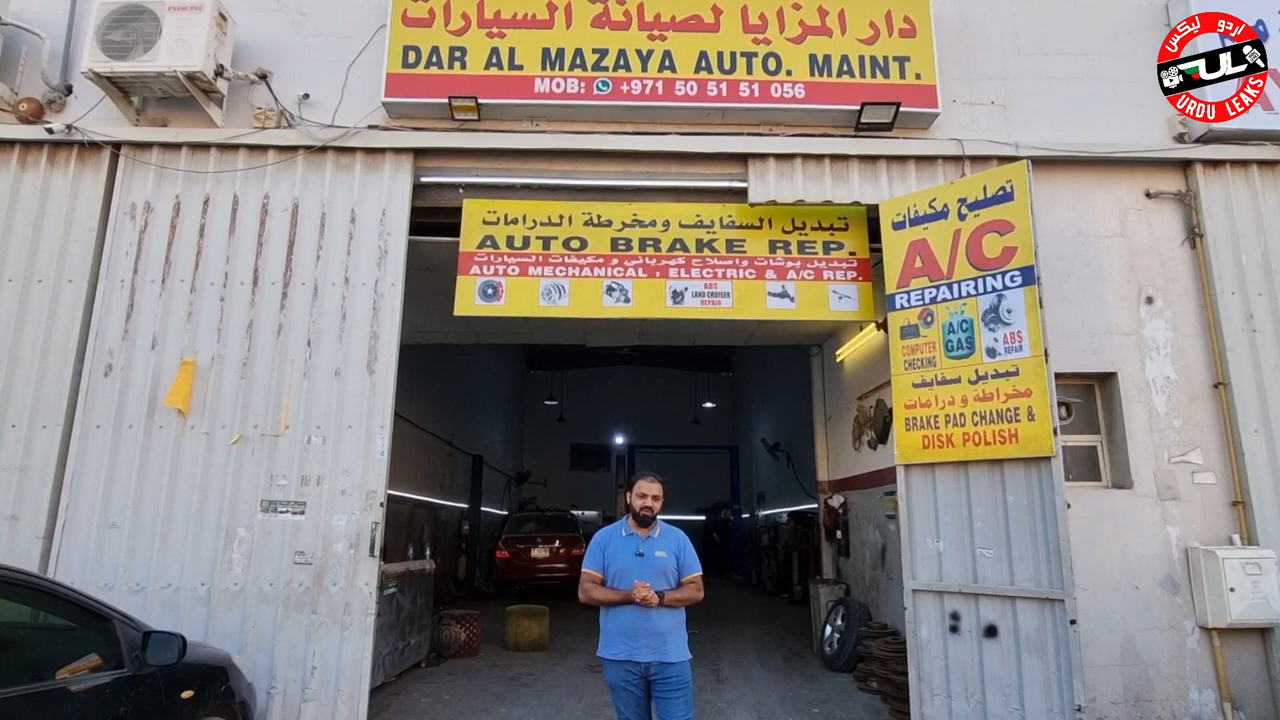 دار المزايا لصيانة السيارات
DAR AL MAZAYA AUTO. MAINT.
MOB: +971 50 51 51 056
اردو لیکس
UL
URDU LEAKS
تبديل السفايف ومخرطة الدرامات
AUTO BRAKE REP.
تبديل بوشات واصلاح كهربائي و مكيفات السيارات
AUTO MECHANICAL , ELECTRIC & A/C REP.
ABS
LAND CRUISER
REPAIR
تصليح مكيفات
A/C
REPAIRING
COMPUTER
CHECKING
A/C
GAS
ABS
REPAIR
تبديل سفايف
مخراطة و درامات
BRAKE PAD CHANGE &
DISK POLISH